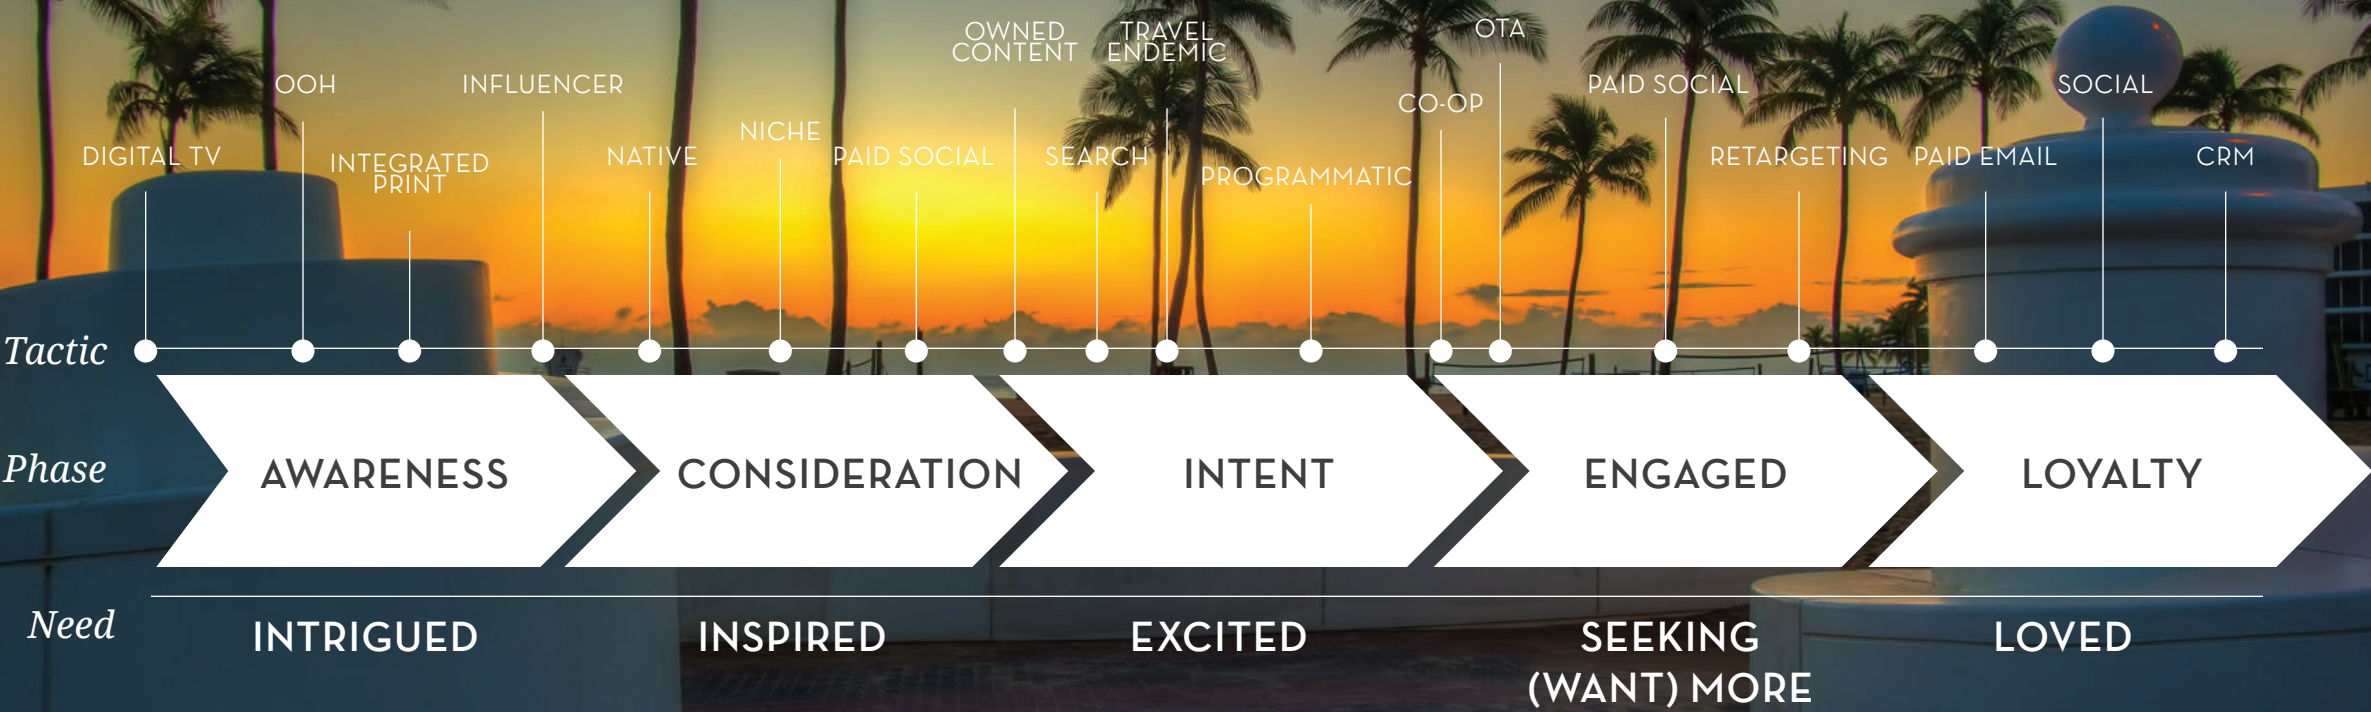 OWNED
CONTENT
TRAVEL
ENDEMIC
OTA
OOH
INFLUENCER
CO-OP
PAID SOCIAL
SOCIAL
DIGITAL TV
INTEGRATED
PRINT
NATIVE
NICHE
PAID SOCIAL
SEARCH
PROGRAMMATIC
RETARGETING
PAID EMAIL
CRM
Tactic
Phase
AWARENESS
CONSIDERATION
INTENT
ENGAGED
LOYALTY
Need
INTRIGUED
INSPIRED
EXCITED
SEEKING
(WANT) MORE
LOVED